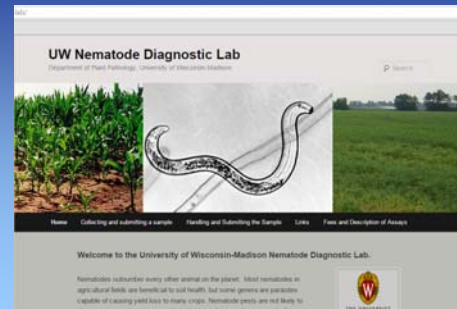 UW Nematode Diagnostic Lab
Department of Plant Pathology, University of Wisconsin-Madison
Search
Home Collecting and submitting a sample Handling and Submitting the Sample Links Fees and Description of Assays
Welcome to the University of Wisconsin-Madison Nematode Diagnostic Lab.
Nematodes outnumber every other animal on the planet. Most nematodes in
agricultural fields are beneficial to soil health, but some genera are parasites
capable of causing yield loss to many crops. Nematode pests are not likely to